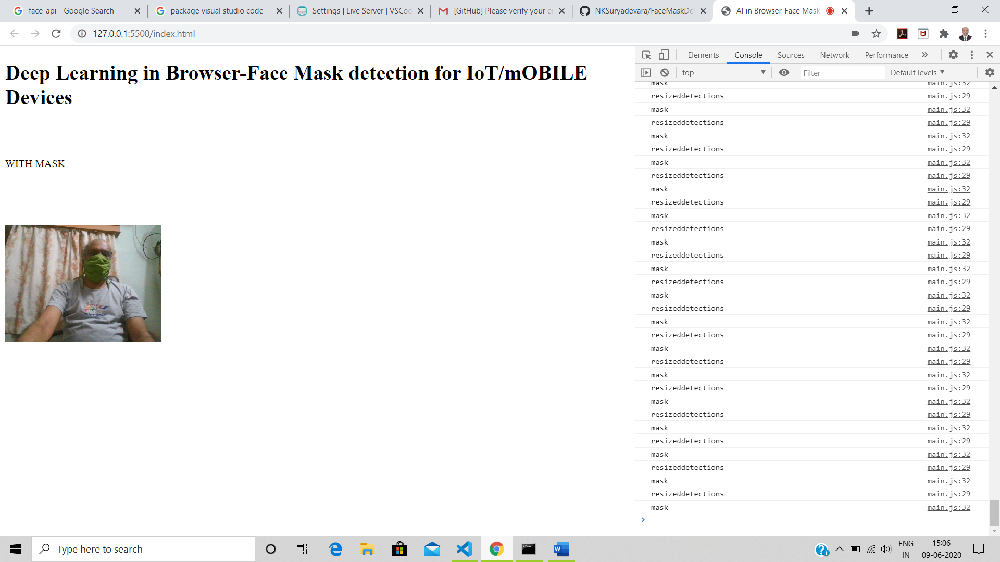 face-api - Google Search
package visual studio code -
Settings | Live Server | VSCod
[GitHub] Please verify your e
NKSuryadevara/FaceMaskDe
AI in Browser-Face Mask
127.0.0.1:5500/index.html
Deep Learning in Browser-Face Mask detection for IoT/mOBILE
Devices
WITH MASK
Elements Console Sources Network Performance
top Filter Default levels
mask main.js:32
resizeddetections main.js:29
mask main.js:32
resizeddetections main.js:29
mask main.js:32
resizeddetections main.js:29
mask main.js:32
resizeddetections main.js:29
mask main.js:32
resizeddetections main.js:29
mask main.js:32
resizeddetections main.js:29
mask main.js:32
resizeddetections main.js:29
mask main.js:32
resizeddetections main.js:29
mask main.js:32
resizeddetections main.js:29
mask main.js:32
resizeddetections main.js:29
mask main.js:32
resizeddetections main.js:29
mask main.js:32
resizeddetections main.js:29
mask main.js:32
resizeddetections main.js:29
mask main.js:32
resizeddetections main.js:29
mask main.js:32
resizeddetections main.js:29
mask main.js:32
resizeddetections main.js:29
mask main.js:32
Type here to search
ENG
IN
15:06
09-06-2020